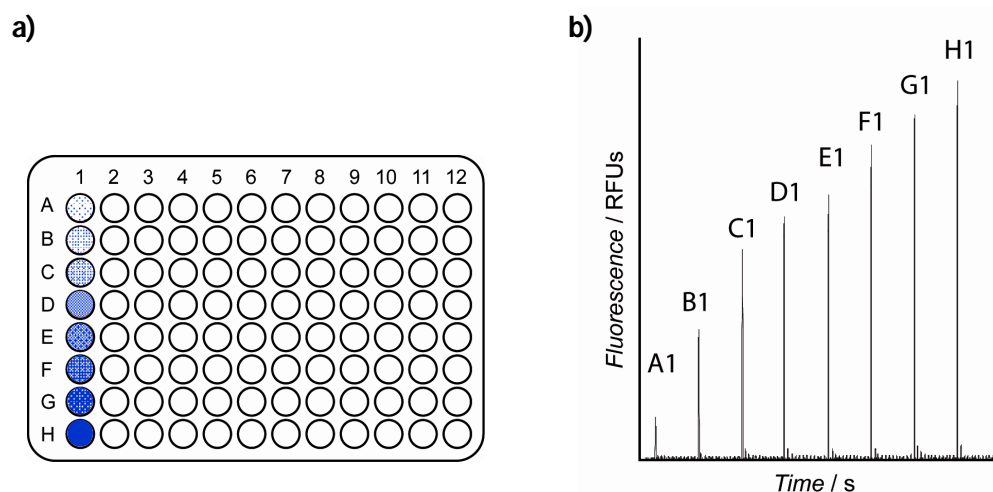 a)
1 2 3 4 5 6 7 8 9 10 11 12
A
B
C
D
E
F
G
H
b)
Fluorescence / RFUs
A1
B1
C1
D1
E1
F1
G1
H1
Time / s